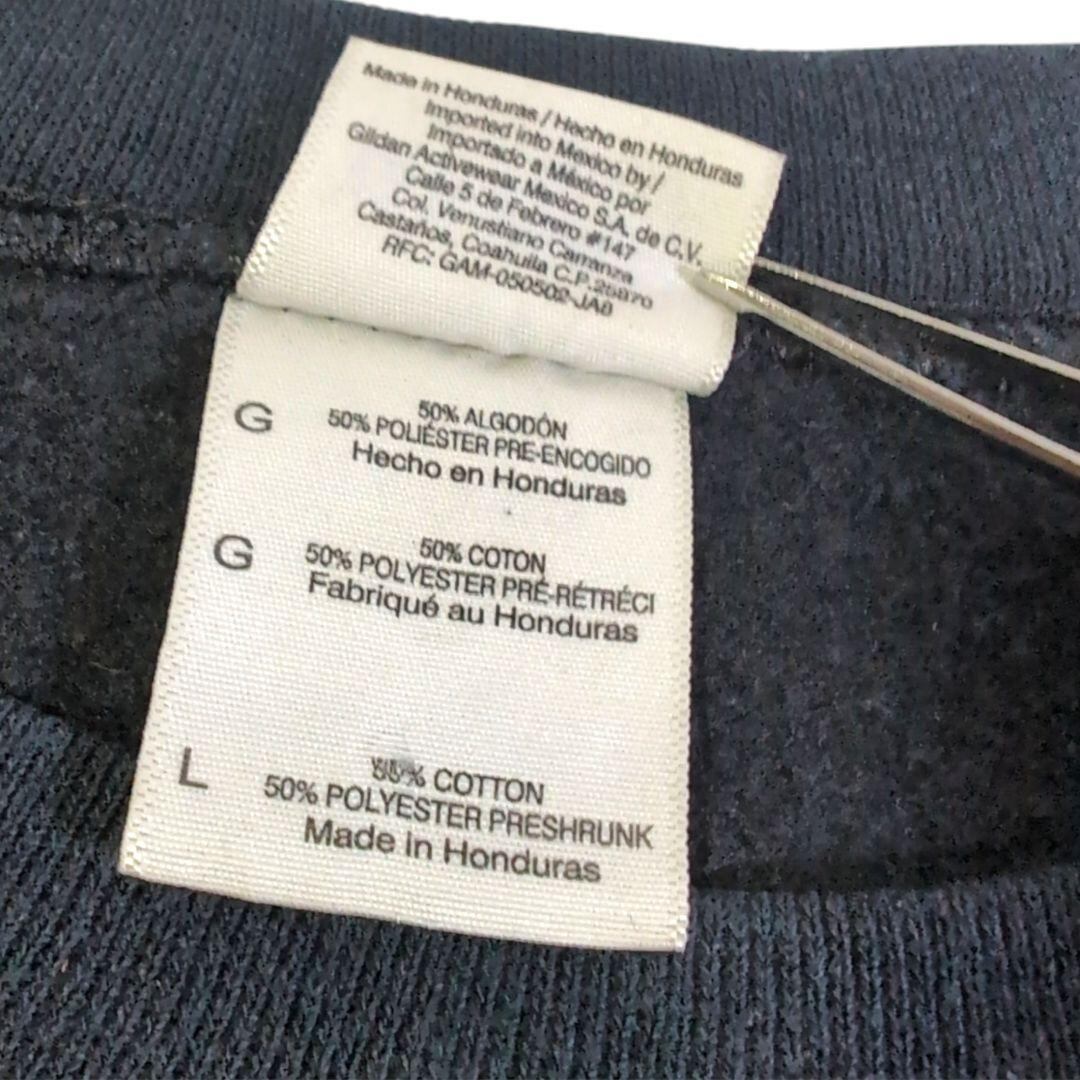 Made in Honduras / Hecho en Honduras
Imported into Mexico by /
Importado a México por
Gildan Activewear Mexico S.A. de C.V.
Calle 5 de Febrero #147
Col. Venustiano Carranza
Castaños, Coahuila C.P. 25870
RFC: GAM-050502-JA8
G
50% ALGODÓN
50% POLIÉSTER PRE-ENCOGIDO
Hecho en Honduras
G
50% COTON
50% POLYESTER PRÉ-RÉTRÉCI
Fabriqué au Honduras
L
% COTTON
50% POLYESTER PRESHRUNK
Made in Honduras